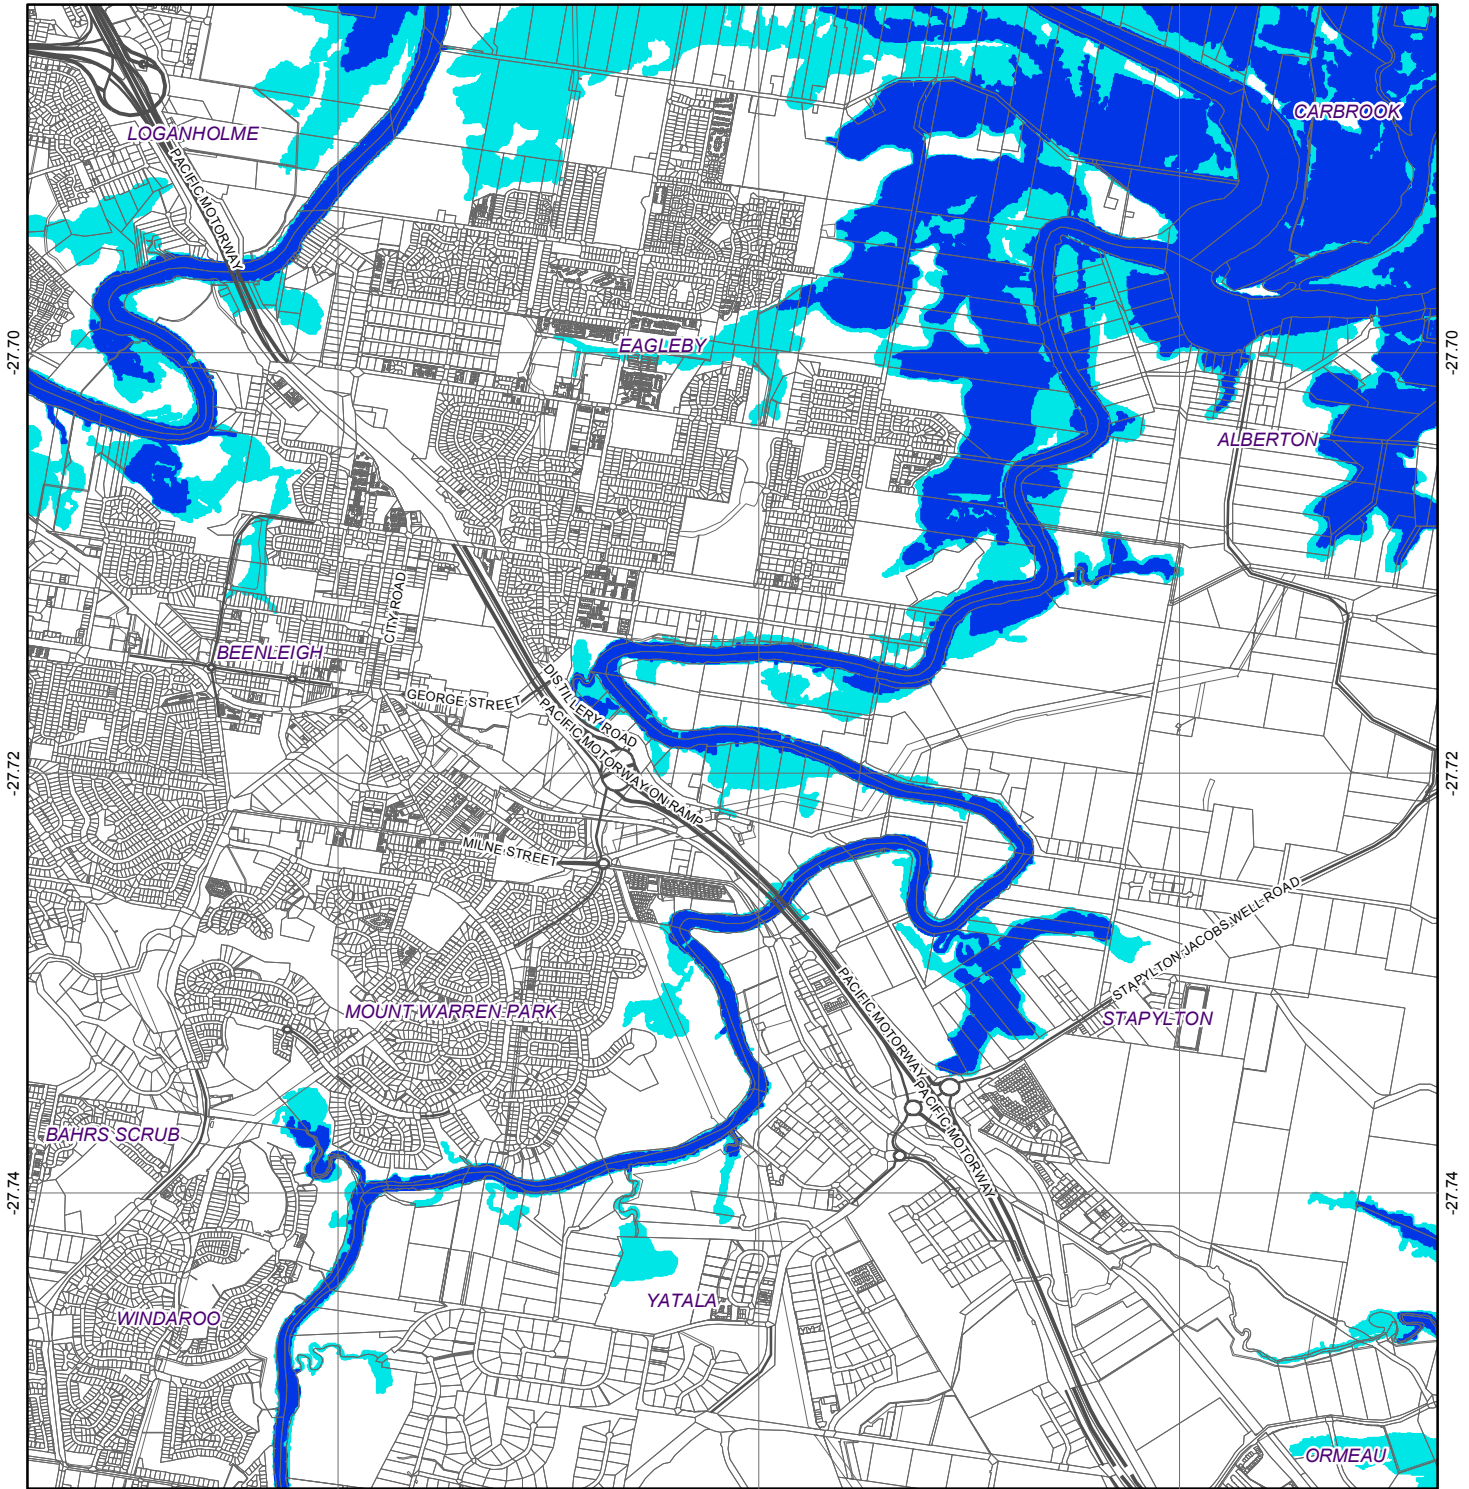 CARBROOK
LOGANHOLME
PACIFIC MOTORWAY
-27.70
EAGLEBY
-27.70
ALBERTON
CITY ROAD
BEENLEIGH
GEORGE STREET
DISTILLERY ROAD
PACIFIC MOTORWAY ON RAMP
-27.72
-27.72
MILNE STREET
STAPYLTON-JACOBS WELL-ROAD
PACIFIC MOTORWAY
MOUNT WARREN PARK
STAPYLTON
PACIFIC MOTORWAY
BAHRS SCRUB
-27.74
-27.74
YATALA
WINDAROO
ORMEAU